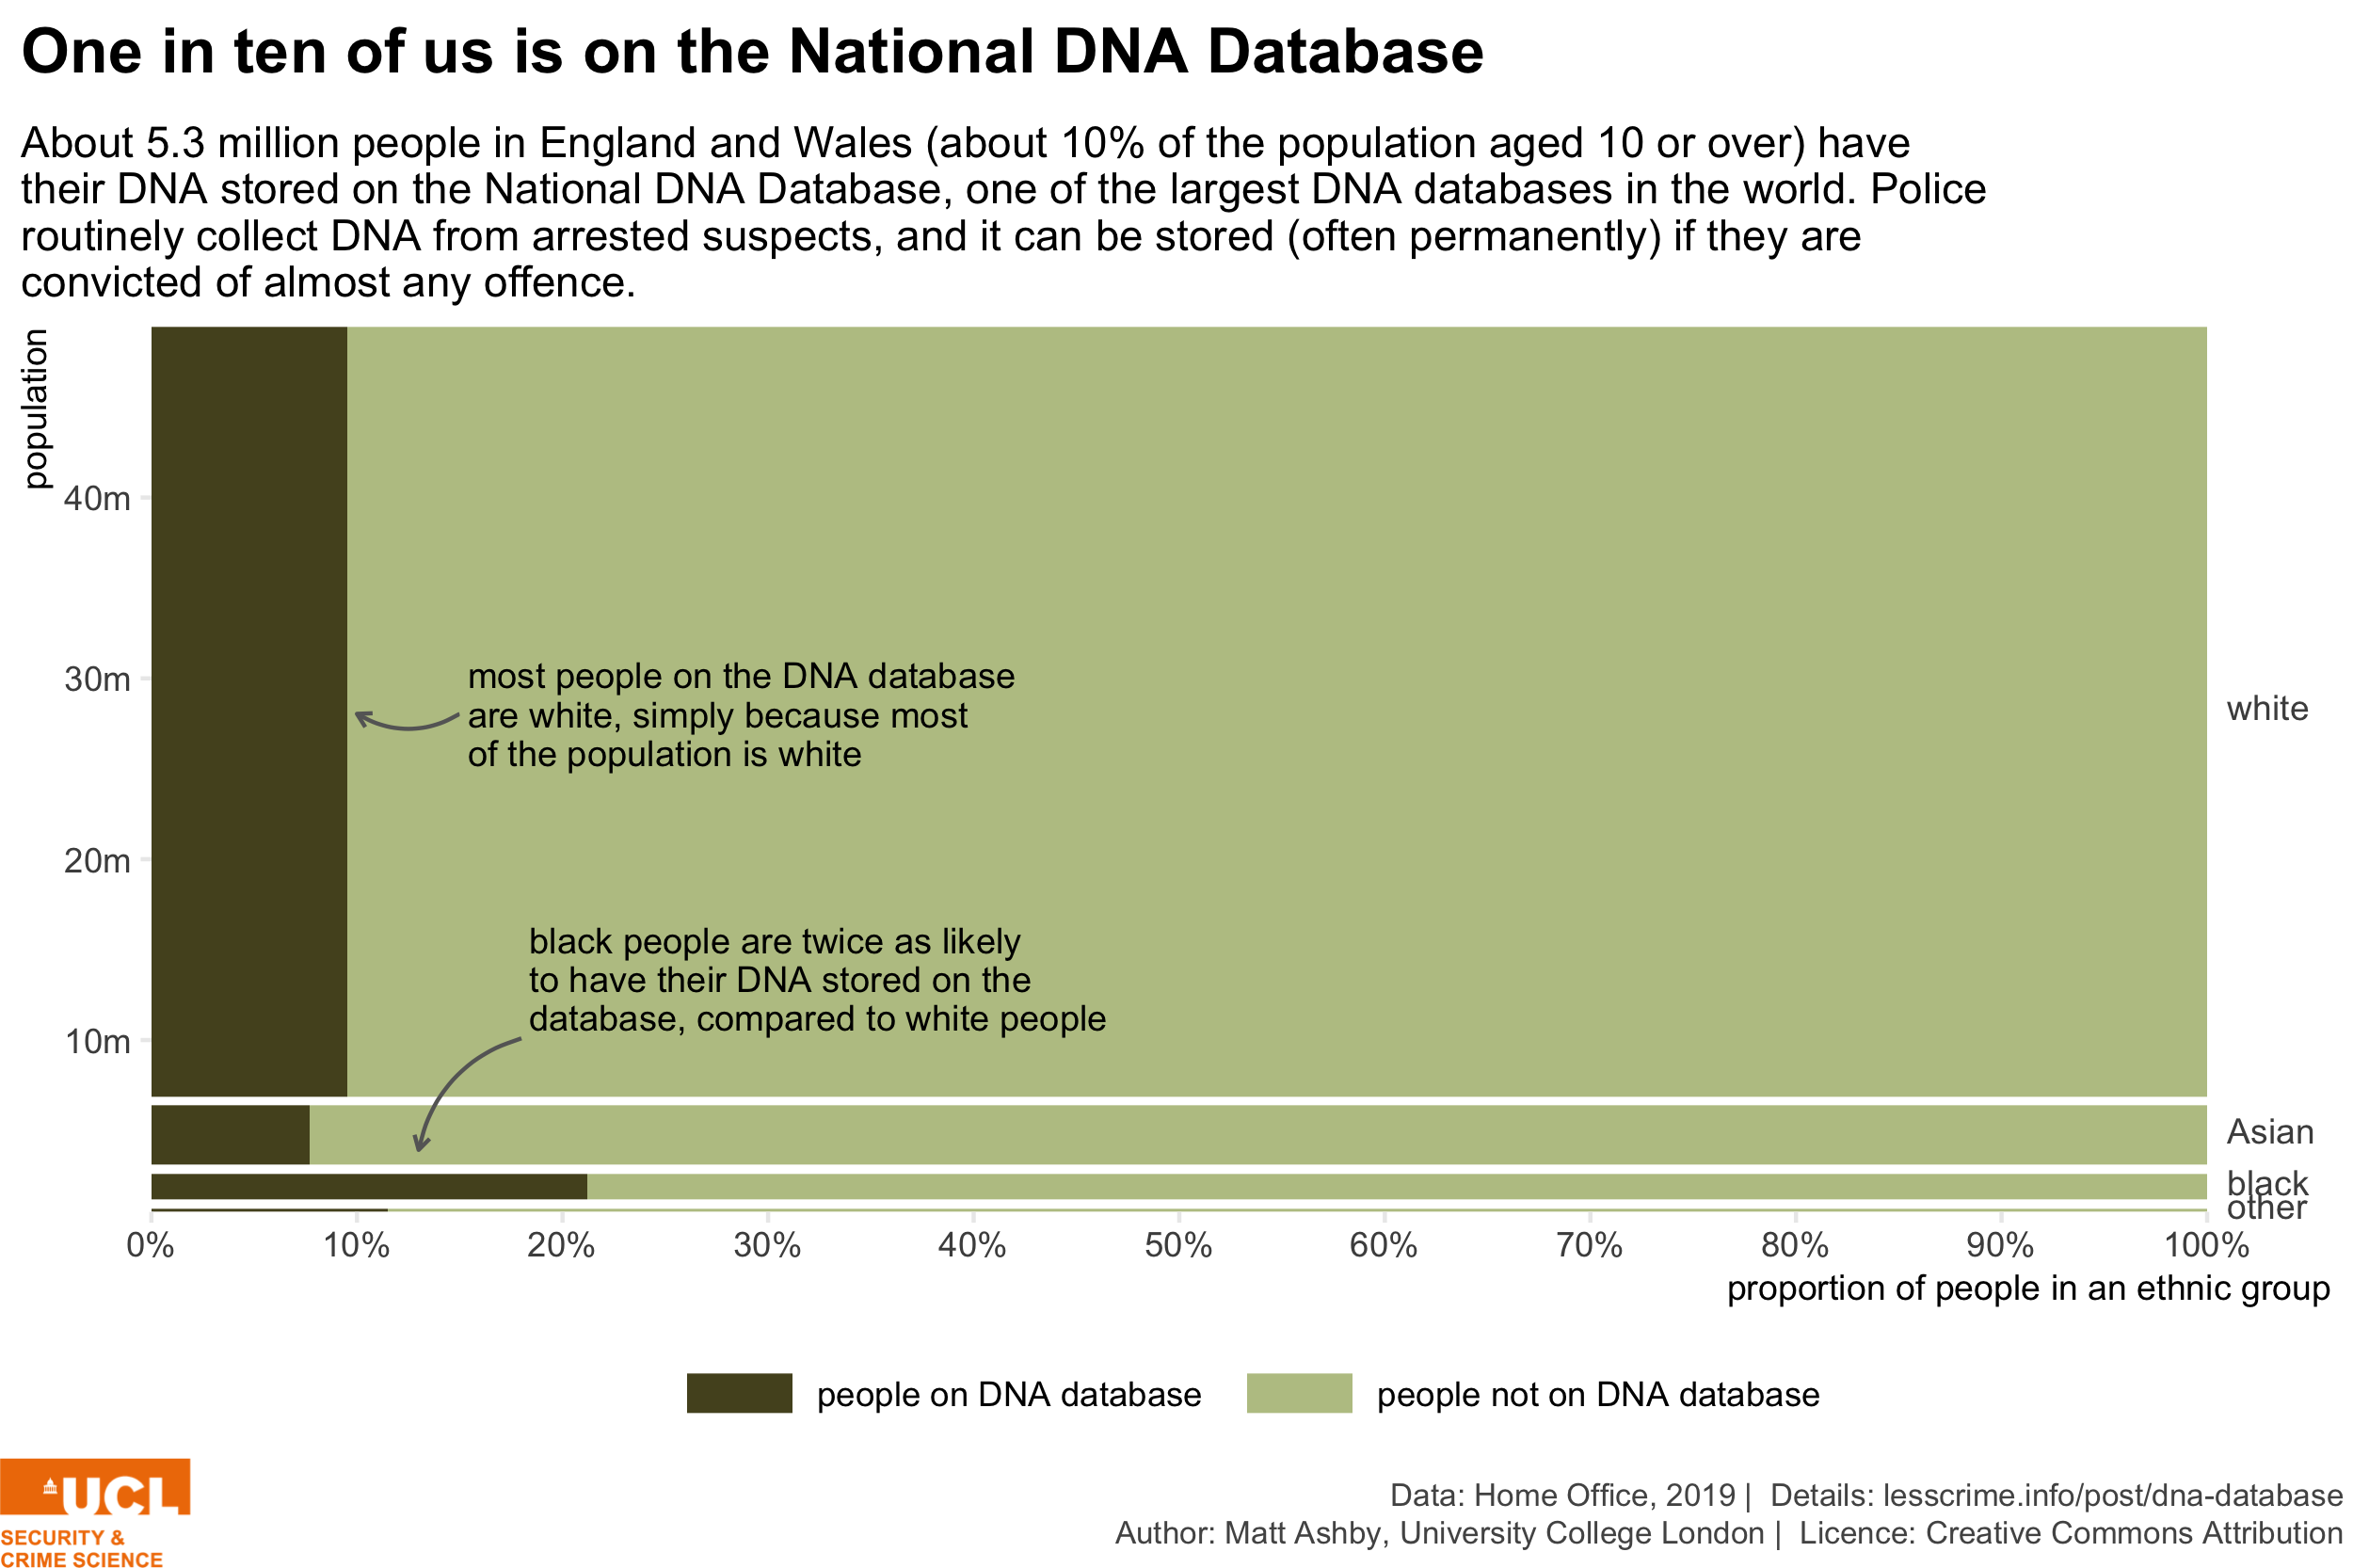 One in ten of us is on the National DNA Database
About 5.3 million people in England and Wales (about 10% of the population aged 10 or over) have
their DNA stored on the National DNA Database, one of the largest DNA databases in the world. Police
routinely collect DNA from arrested suspects, and it can be stored (often permanently) if they are
convicted of almost any offence.
population
40m
30m
20m
10m
most people on the DNA database
are white, simply because most
of the population is white
black people are twice as likely
to have their DNA stored on the
database, compared to white people
white
Asian
black
other
0% 10% 20% 30% 40% 50% 60% 70% 80% 90% 100%
proportion of people in an ethnic group
people on DNA database people not on DNA database
UCL
SECURITY &
CRIME SCIENCE
Data: Home Office, 2019 | Details: lesscrime.info/post/dna-database
Author: Matt Ashby, University College London | Licence: Creative Commons Attribution